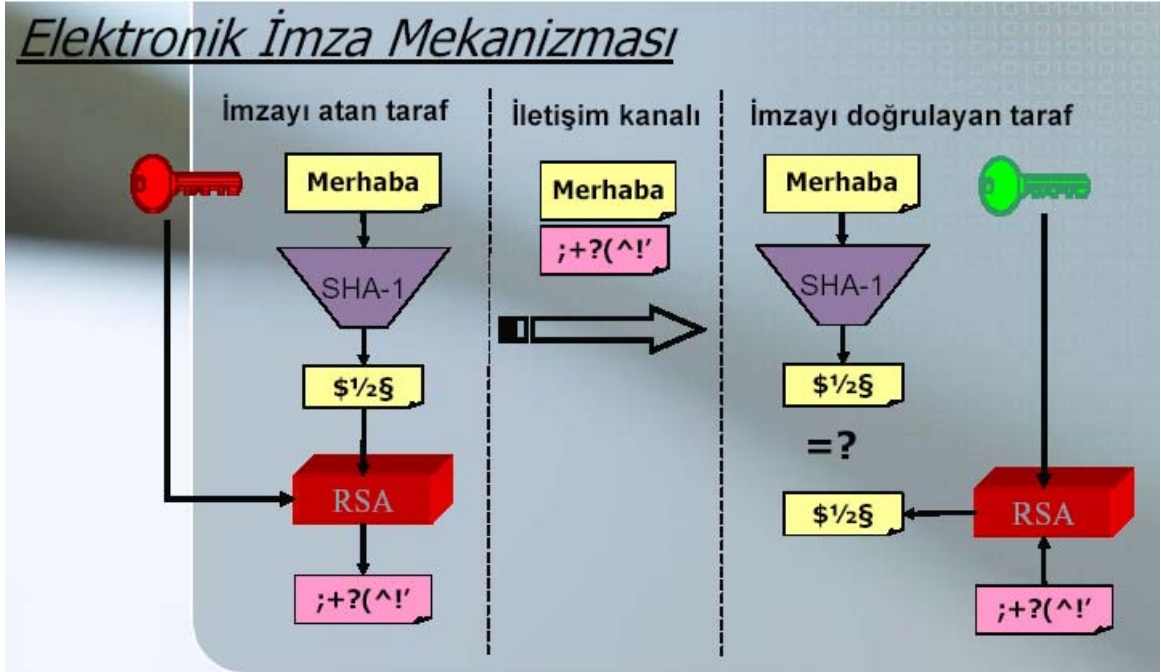 Elektronik İmza Mekanizması
İmzayı atan taraf
Merhaba
SHA-1
$½§
RSA
;+?(^!'
İletişim kanalı
Merhaba
;+?(^!'
İmzayı doğrulayan taraf
Merhaba
SHA-1
$½§
=?
$½§
RSA
;+?(^!'